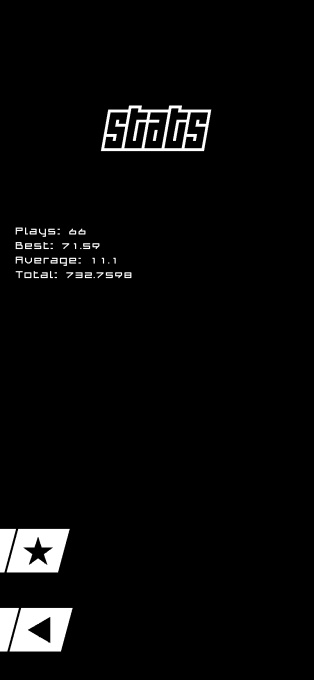 stats
Plays: 66
Best: 71.59
Average: 11.1
Total: 732.7598